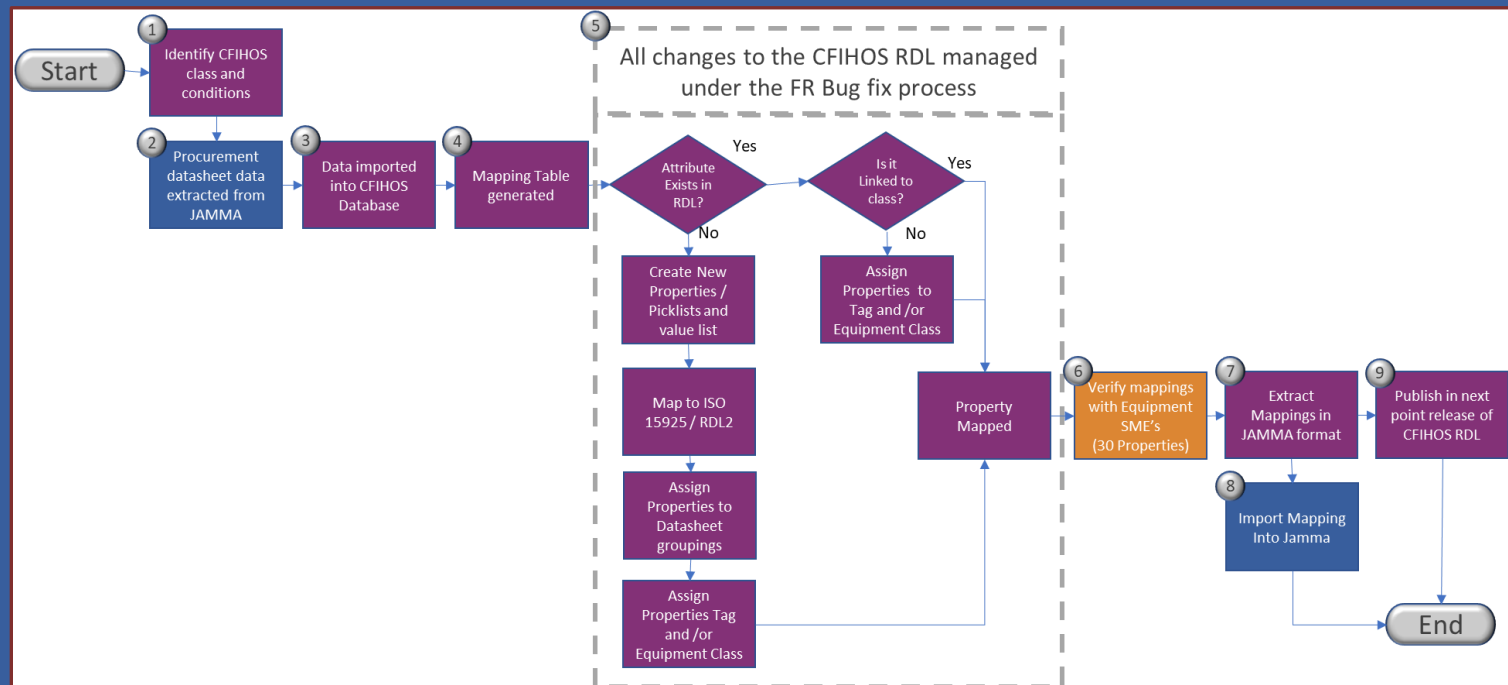 Start
1
Identify CFIHOS
class and
conditions
2
Procurement
datasheet data
extracted from
JAMMA
3
Data imported
into CFIHOS
Database
4
Mapping Table
generated
5
All changes to the CFIHOS RDL managed
under the FR Bug fix process
Attribute
Exists in
RDL?
Yes
No
Is it
Linked to
class?
Yes
No
Create New
Properties /
Picklists and
value list
Assign
Properties to
Tag and /or
Equipment Class
Map to ISO
15925 / RDL2
Assign
Properties to
Datasheet
groupings
Assign
Properties Tag
and /or
Equipment Class
Property
Mapped
6
Verify mappings
with Equipment
SME's
(30 Properties)
7
Extract
Mappings in
JAMMA format
8
Import Mapping
Into Jamma
9
Publish in next
point release of
CFIHOS RDL
End